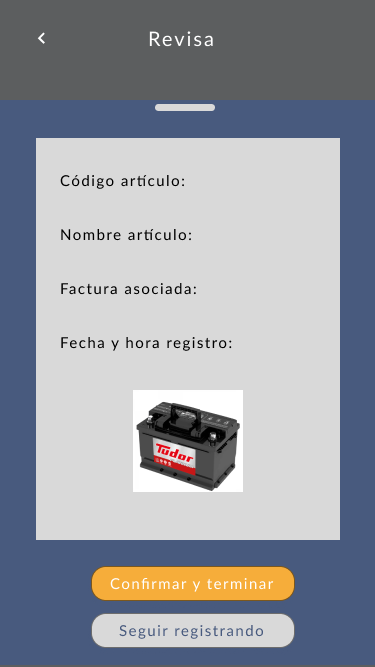 Revisa
Código artículo:
Nombre artículo:
Factura asociada:
Fecha y hora registro:
Tudor
Confirmar y terminar
Seguir registrando